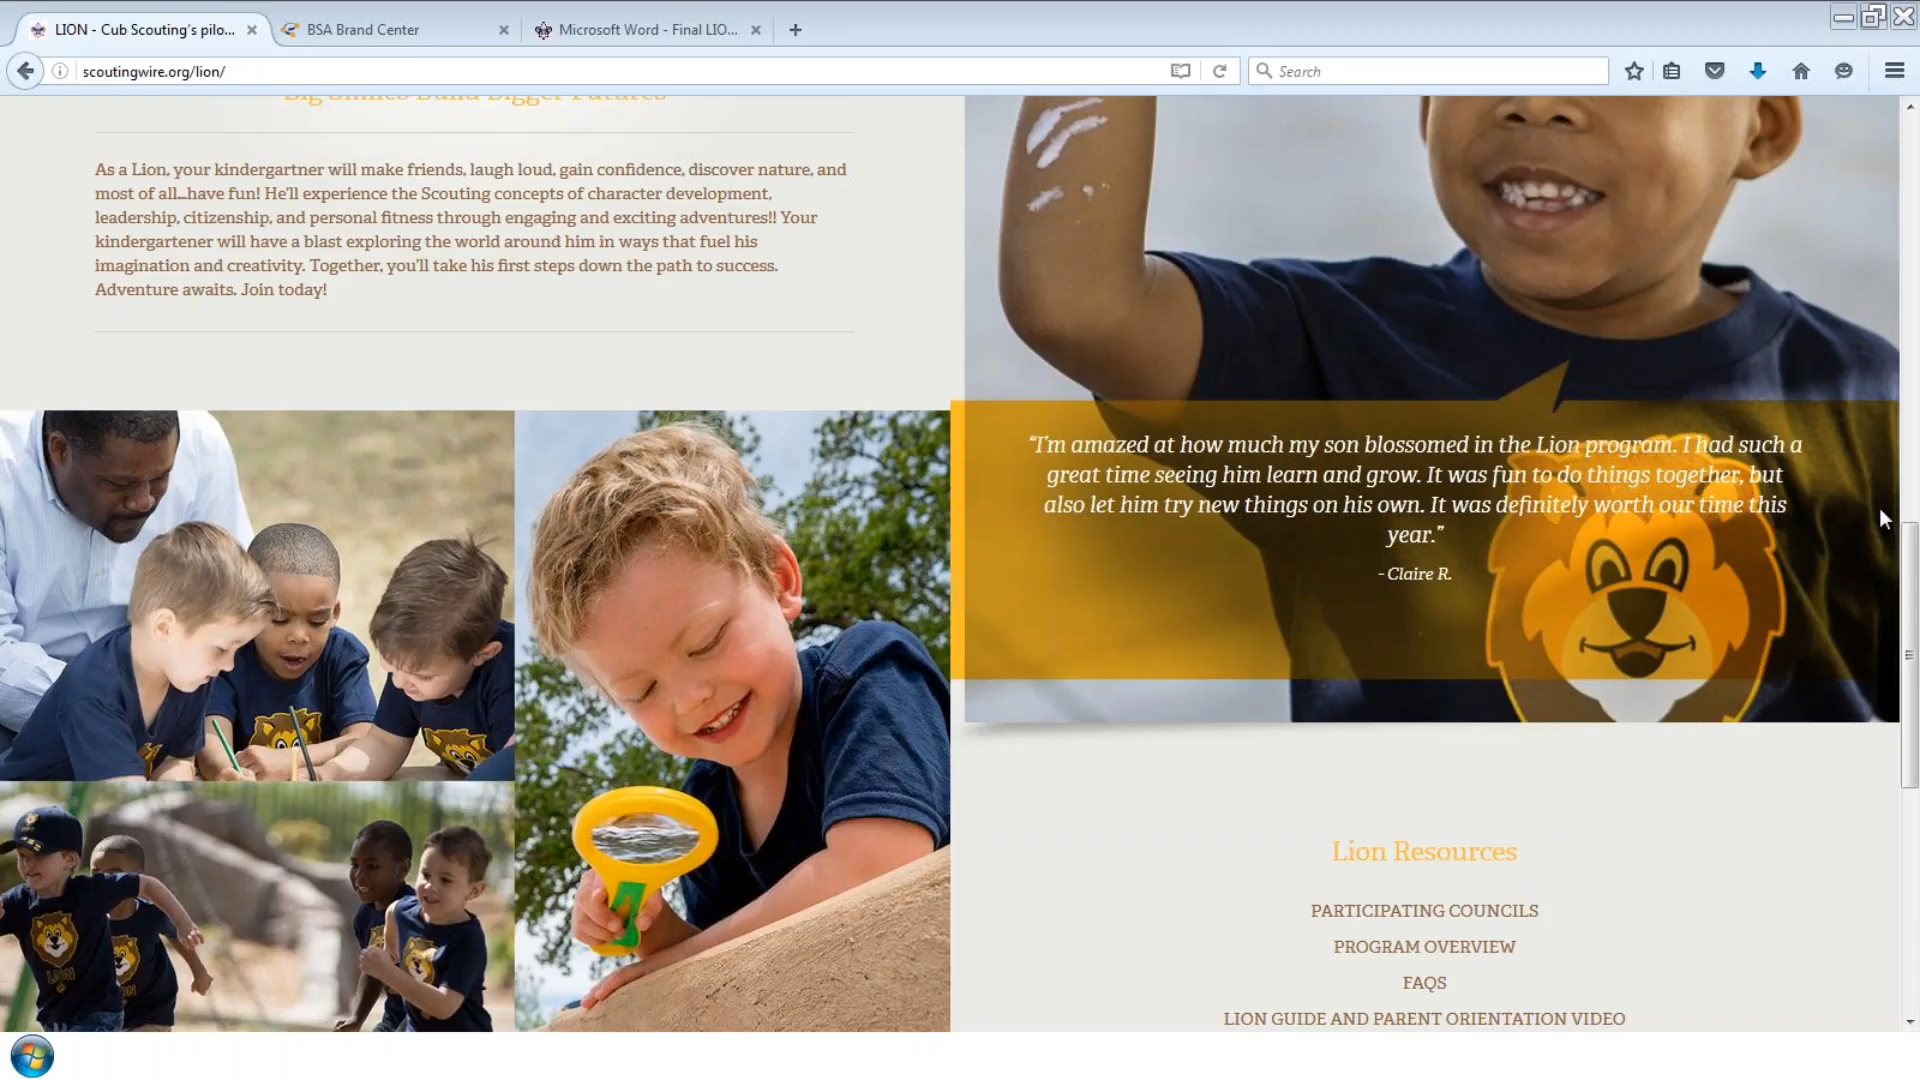 LION - Cub Scouting's pilo...
BSA Brand Center
Microsoft Word - Final LIO...
scoutingwire.org/lion/
Search
Big Smiles Build Bigger Futures
As a Lion, your kindergartner will make friends, laugh loud, gain confidence, discover nature, and
most of all...have fun! He'll experience the Scouting concepts of character development,
leadership, citizenship, and personal fitness through engaging and exciting adventures!! Your
kindergartener will have a blast exploring the world around him in ways that fuel his
imagination and creativity. Together, you'll take his first steps down the path to success.
Adventure awaits. Join today!
"I'm amazed at how much my son blossomed in the Lion program. I had such a
great time seeing him learn and grow. It was fun to do things together, but
also let him try new things on his own. It was definitely worth our time this
year."
- Claire R.
LION
Lion Resources
PARTICIPATING COUNCILS
PROGRAM OVERVIEW
FAQS
LION GUIDE AND PARENT ORIENTATION VIDEO